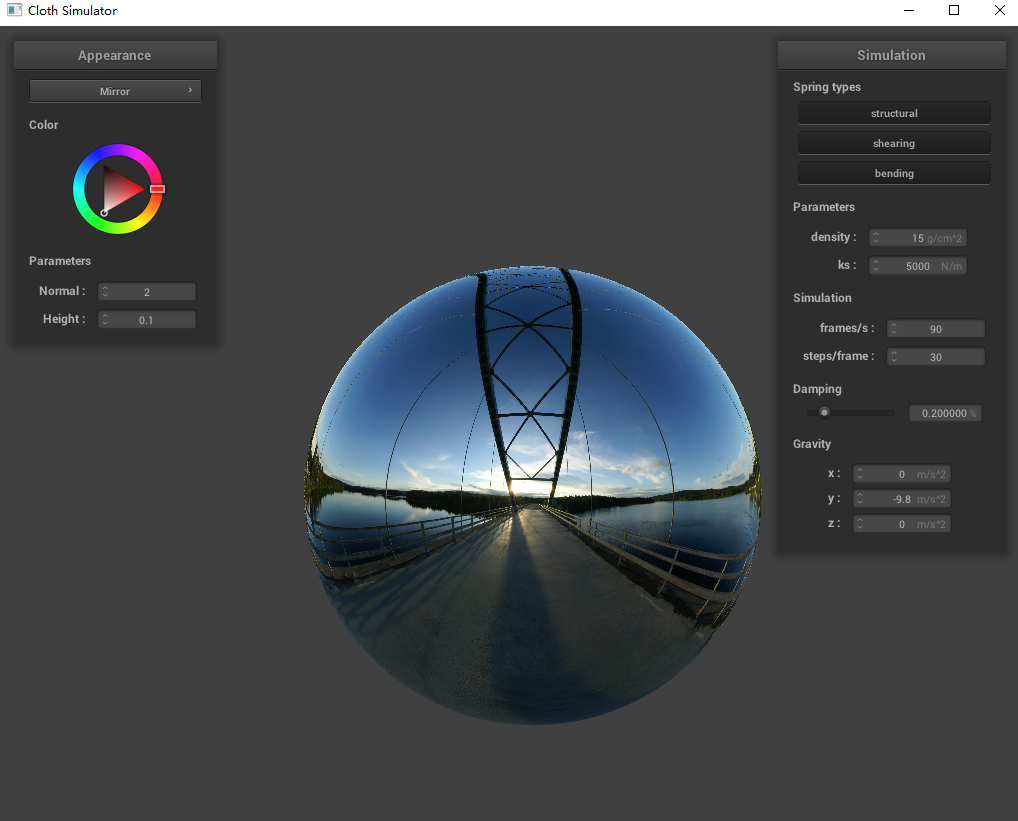 Cloth Simulator
Appearance
Mirror
Color
Parameters
Normal : 2
Height : 0.1
Simulation
Spring types
structural
shearing
bending
Parameters
density : 15 g/cm^2
ks : 5000 N/m
Simulation
frames/s : 90
steps/frame : 30
Damping
0.200000 %
Gravity
x : 0 m/s^2
y : -9.8 m/s^2
z : 0 m/s^2